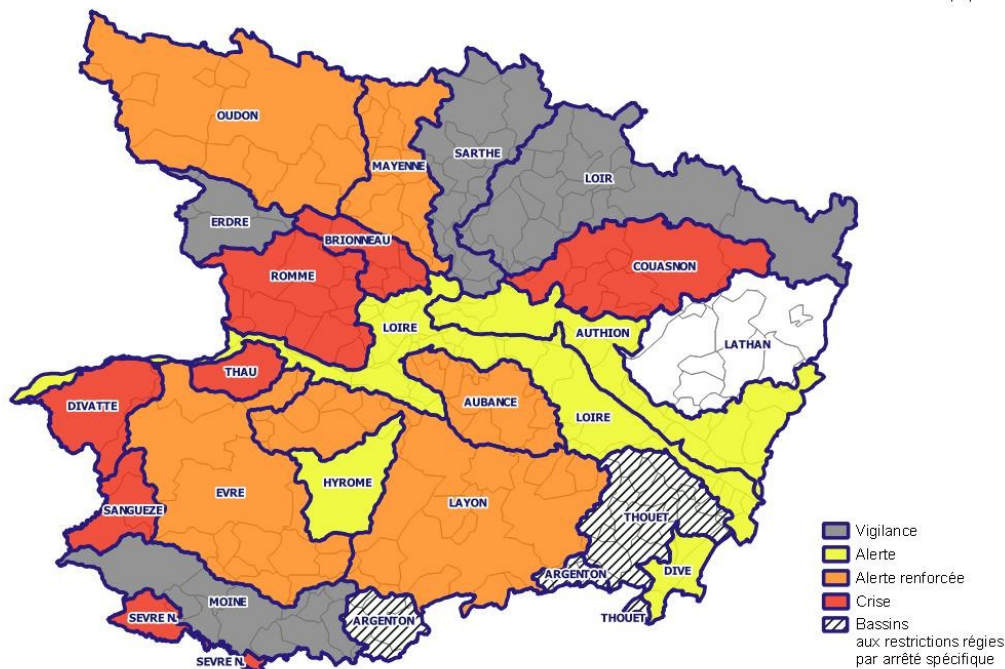 OUDON
MAYENNE
SARTHE
LOIR
ERDRE
BRIONNEAU
ROMME
COUASNON
LOIRE
AUTHION
LATHAN
THAU
DIVATTE
AUBANCE
LOIRE
HYROME
EVRE
LAYON
SANGUEZE
THOUET
DIVE
ARGENTON
MOINE
SEVRE N.
ARGENTON
THOUET
SEVRE N.
Vigilance
Alerte
Alerte renforcée
Crise
Bassins
aux restrictions régies
par arrêté spécifique